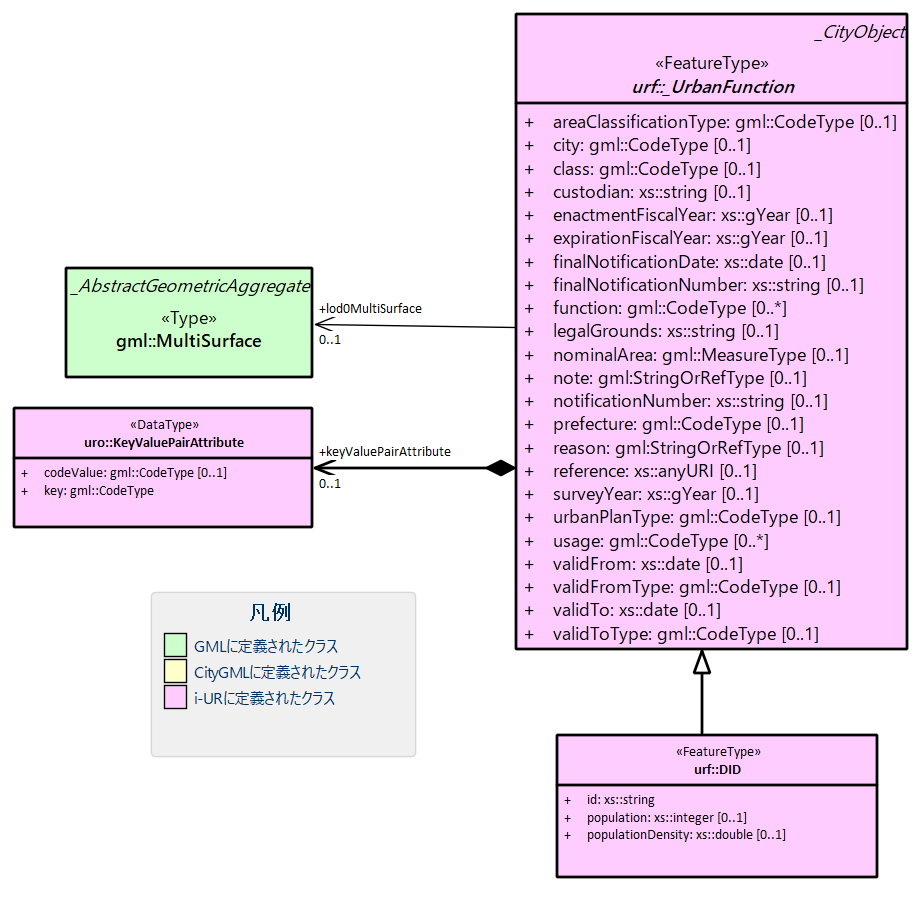 _CityObject
«FeatureType»
urf::_UrbanFunction
+ areaClassificationType: gml::CodeType [0..1]
+ city: gml::CodeType [0..1]
+ class: gml::CodeType [0..1]
+ custodian: xs::string [0..1]
+ enactmentFiscalYear: xs::gYear [0..1]
+ expirationFiscalYear: xs::gYear [0..1]
+ finalNotificationDate: xs::date [0..1]
+ finalNotificationNumber: xs::string [0..1]
+ function: gml::CodeType [0..*]
+ legalGrounds: xs::string [0..1]
+ nominalArea: gml::MeasureType [0..1]
+ note: gml:StringOrRefType [0..1]
+ notificationNumber: xs::string [0..1]
+ prefecture: gml::CodeType [0..1]
+ reason: gml:StringOrRefType [0..1]
+ reference: xs::anyURI [0..1]
+ surveyYear: xs::gYear [0..1]
+ urbanPlanType: gml::CodeType [0..1]
+ usage: gml::CodeType [0..*]
+ validFrom: xs::date [0..1]
+ validFromType: gml::CodeType [0..1]
+ validTo: xs::date [0..1]
+ validToType: gml::CodeType [0..1]
_AbstractGeometricAggregate
«Type»
gml::MultiSurface
+lod0MultiSurface
0..1
«DataType»
uro::KeyValuePairAttribute
+ codeValue: gml::CodeType [0..1]
+ key: gml::CodeType
+keyValuePairAttribute
0..1
凡例
GMLに定義されたクラス
CityGMLに定義されたクラス
i-URに定義されたクラス
«FeatureType»
urf::DID
+ id: xs::string
+ population: xs::integer [0..1]
+ populationDensity: xs::double [0..1]